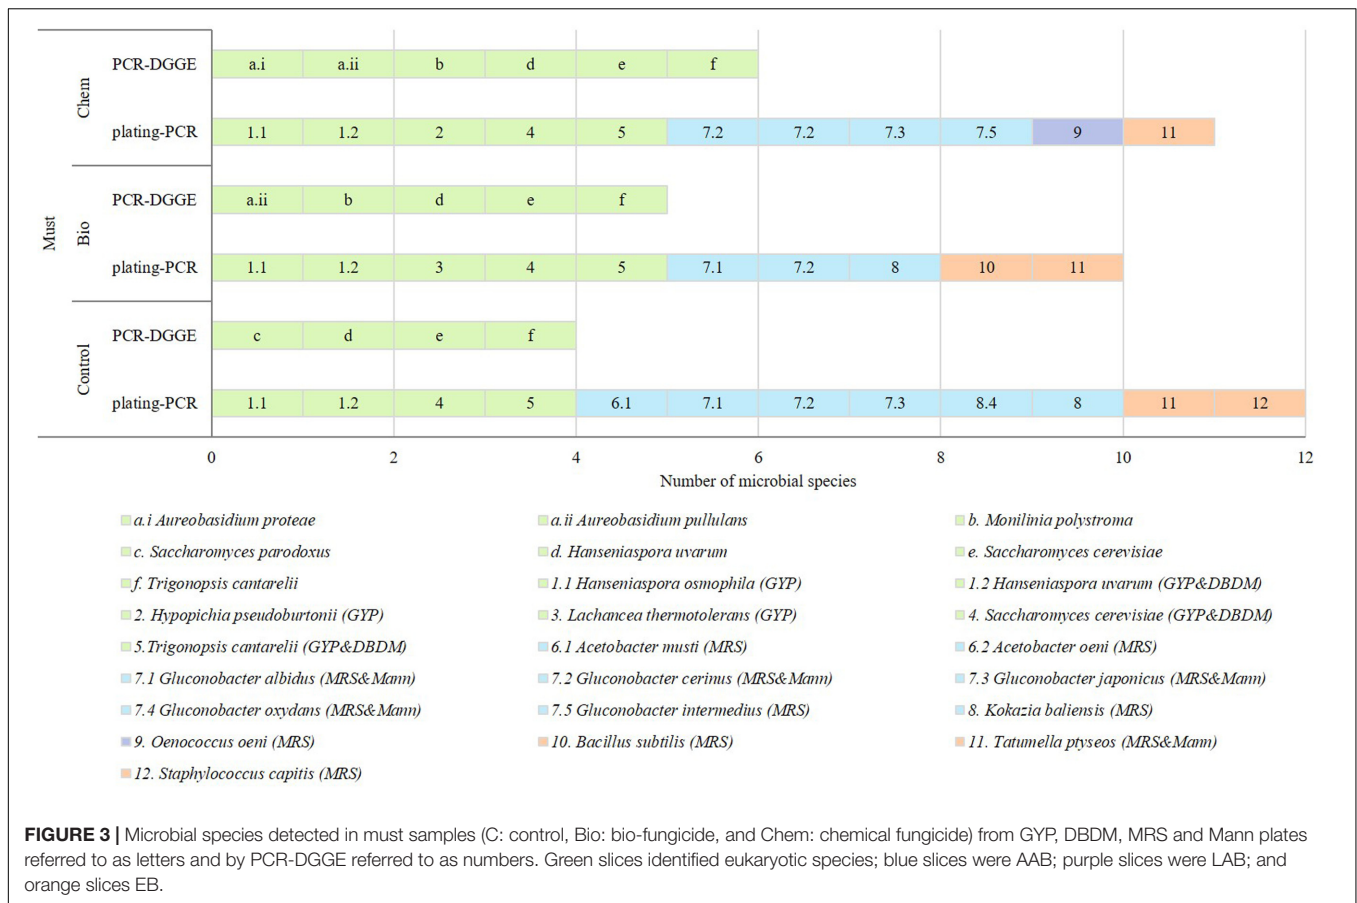 PCR-DGGE a.i a.ii b d e f
Chem
plating-PCR 1.1 1.2 2 4 5 7.2 7.2 7.3 7.5 9 11
Must
PCR-DGGE a.ii b d e f
Bio
plating-PCR 1.1 1.2 3 4 5 7.1 7.2 8 10 11
PCR-DGGE c d e f
Control
plating-PCR 1.1 1.2 4 5 6.1 7.1 7.2 7.3 8.4 8 11 12
0 2 4 6 8 10 12
Number of microbial species
a.i Aureobasidium proteae a.ii Aureobasidium pullulans b. Monilinia polystroma
c. Saccharomyces parodoxus d. Hanseniaspora uvarum e. Saccharomyces cerevisiae
f. Trigonopsis cantarelii 1.1 Hanseniaspora osmophila (GYP) 1.2 Hanseniaspora uvarum (GYP&DBDM)
2. Hypopichia pseudoburtonii (GYP) 3. Lachancea thermotolerans (GYP) 4. Saccharomyces cerevisiae (GYP&DBDM)
5.Trigonopsis cantarelii (GYP&DBDM) 6.1 Acetobacter musti (MRS) 6.2 Acetobacter oeni (MRS)
7.1 Gluconobacter albidus (MRS&Mann) 7.2 Gluconobacter cerinus (MRS&Mann) 7.3 Gluconobacter japonicus (MRS&Mann)
7.4 Gluconobacter oxydans (MRS&Mann) 7.5 Gluconobacter intermedius (MRS) 8. Kokazia baliensis (MRS)
9. Oenococcus oeni (MRS) 10. Bacillus subtilis (MRS) 11. Tatumella ptyseos (MRS&Mann)
12. Staphylococcus capitis (MRS)
FIGURE 3 | Microbial species detected in must samples (C: control, Bio: bio-fungicide, and Chem: chemical fungicide) from GYP, DBDM, MRS and Mann plates
referred to as letters and by PCR-DGGE referred to as numbers. Green slices identified eukaryotic species; blue slices were AAB; purple slices were LAB; and
orange slices EB.